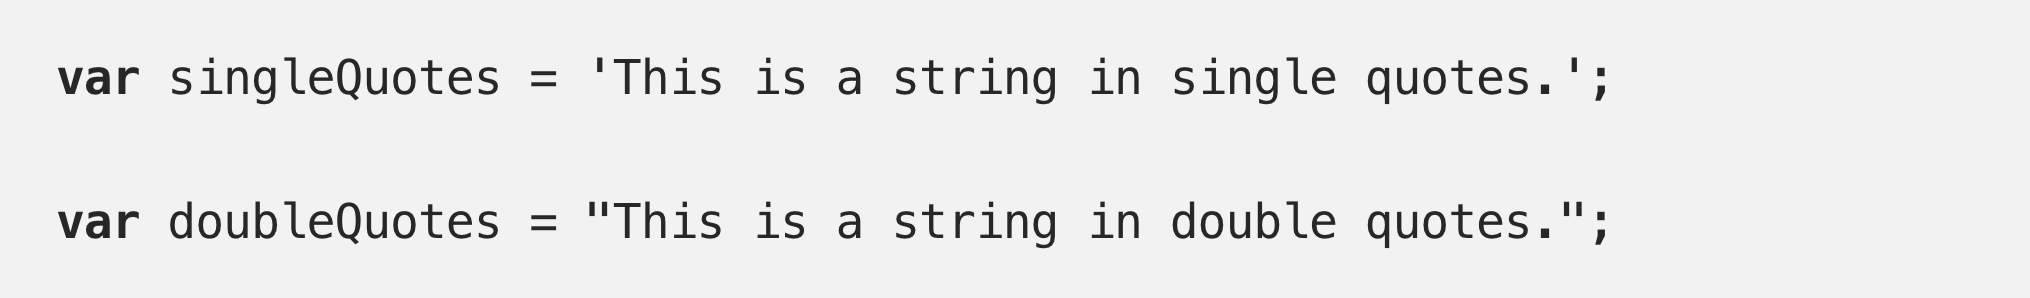 var singleQuotes = 'This is a string in single quotes.';
var doubleQuotes = "This is a string in double quotes.";